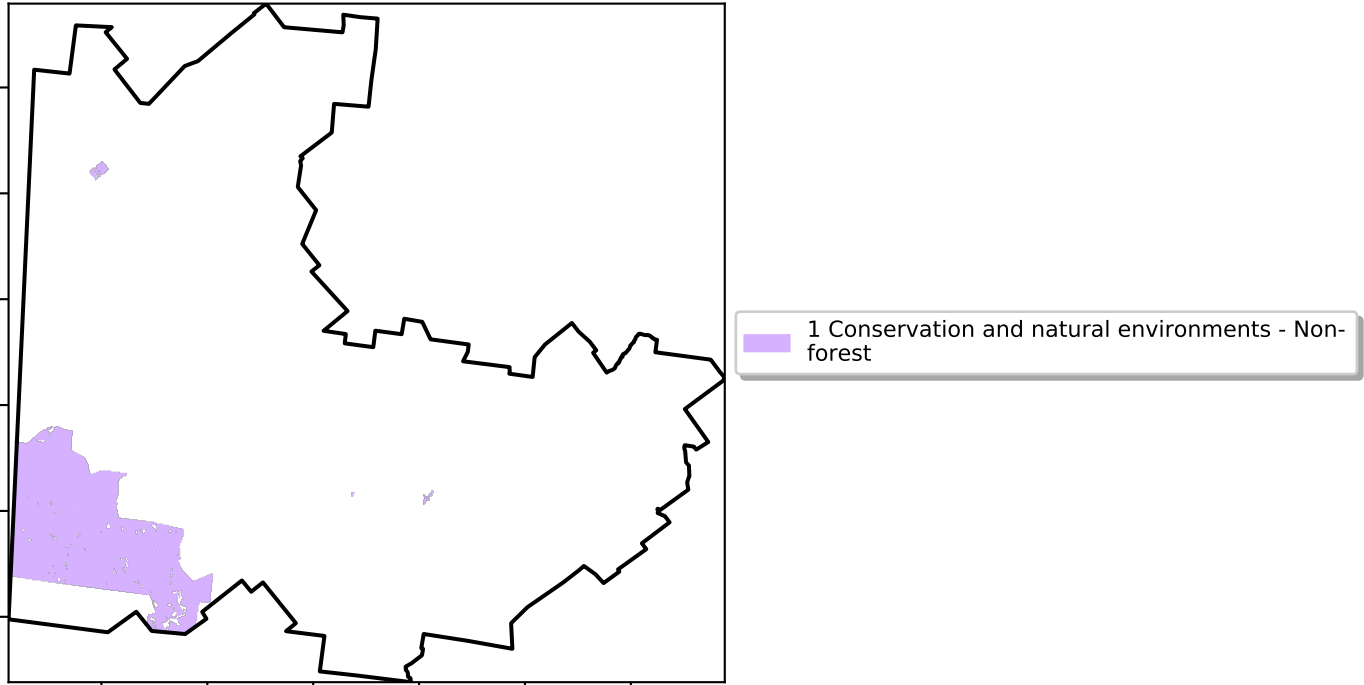 1 Conservation and natural environments - Non-
forest